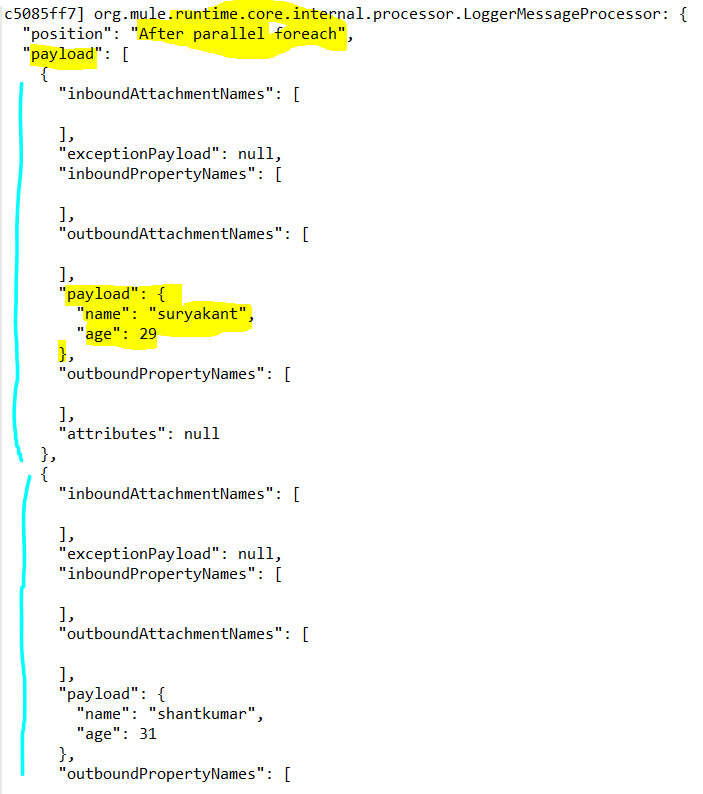 c5085ff7] org.mule.runtime.core.internal.processor.LoggerMessageProcessor: {
"position": "After parallel foreach",
"payload": [
{
"inboundAttachmentNames": [
],
"exceptionPayload": null,
"inboundPropertyNames": [
],
"outboundAttachmentNames": [
],
"payload": {
"name": "suryakant",
"age": 29
},
"outboundPropertyNames": [
],
"attributes": null
},
{
"inboundAttachmentNames": [
],
"exceptionPayload": null,
"inboundPropertyNames": [
],
"outboundAttachmentNames": [
],
"payload": {
"name": "shantkumar",
"age": 31
},
"outboundPropertyNames": [